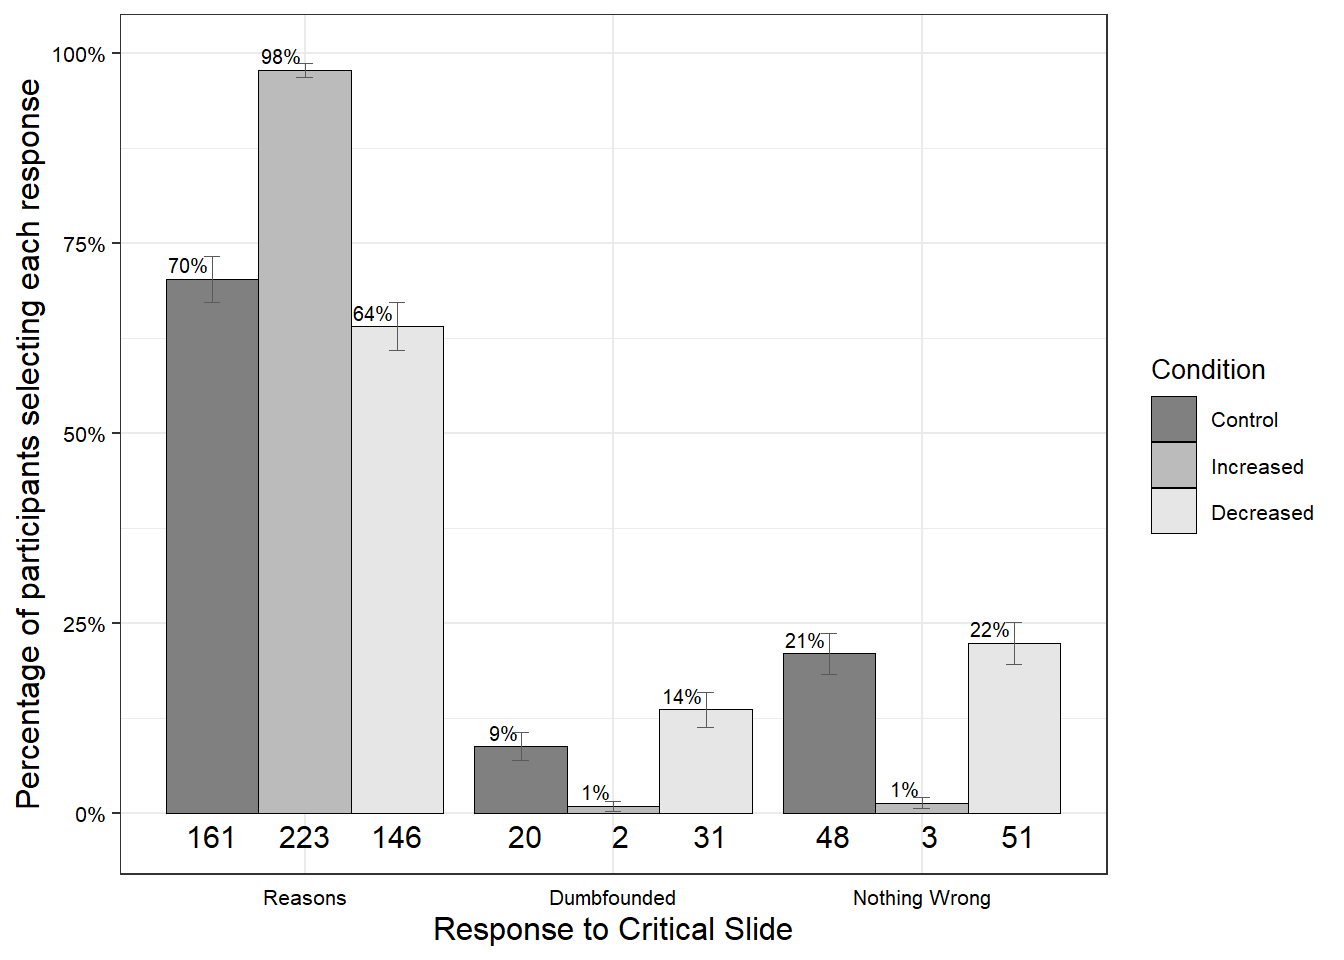 Percentage of participants selecting each response
100%
75%
50%
25%
0%
70%
98%
64%
9%
1%
14%
21%
1%
22%
161 223 146 20 2 31 48 3 51
Reasons Dumbfounded Nothing Wrong
Response to Critical Slide
Condition
Control
Increased
Decreased